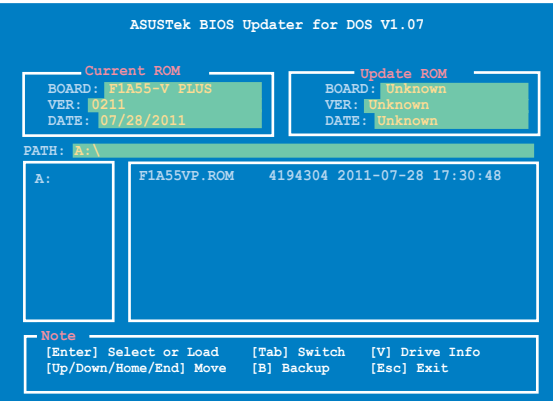 ASUSTek BIOS Updater for DOS V1.07
Current ROM
BOARD: F1A55-V PLUS
VER: 0211
DATE: 07/28/2011
Update ROM
BOARD: Unknown
VER: Unknown
DATE: Unknown
PATH: A:\
A:
F1A55VP.ROM 4194304 2011-07-28 17:30:48
Note
[Enter] Select or Load [Tab] Switch [V] Drive Info
[Up/Down/Home/End] Move [B] Backup [Esc] Exit